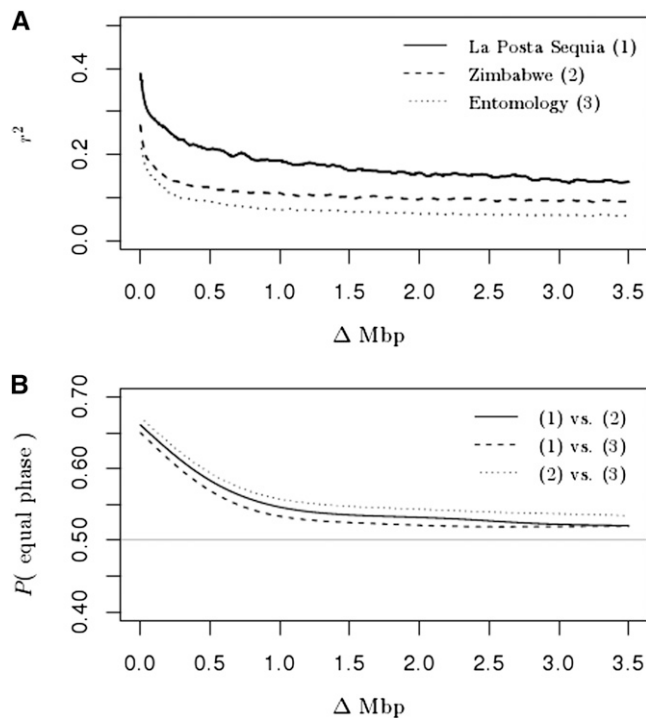 A
r²
0.4
0.2
0.0
La Posta Sequia (1)
Zimbabwe (2)
Entomology (3)
0.0 0.5 1.0 1.5 2.0 2.5 3.0 3.5
Δ Mbp
B
P( equal phase )
0.70
0.60
0.50
0.40
(1) vs. (2)
(1) vs. (3)
(2) vs. (3)
0.0 0.5 1.0 1.5 2.0 2.5 3.0 3.5
Δ Mbp